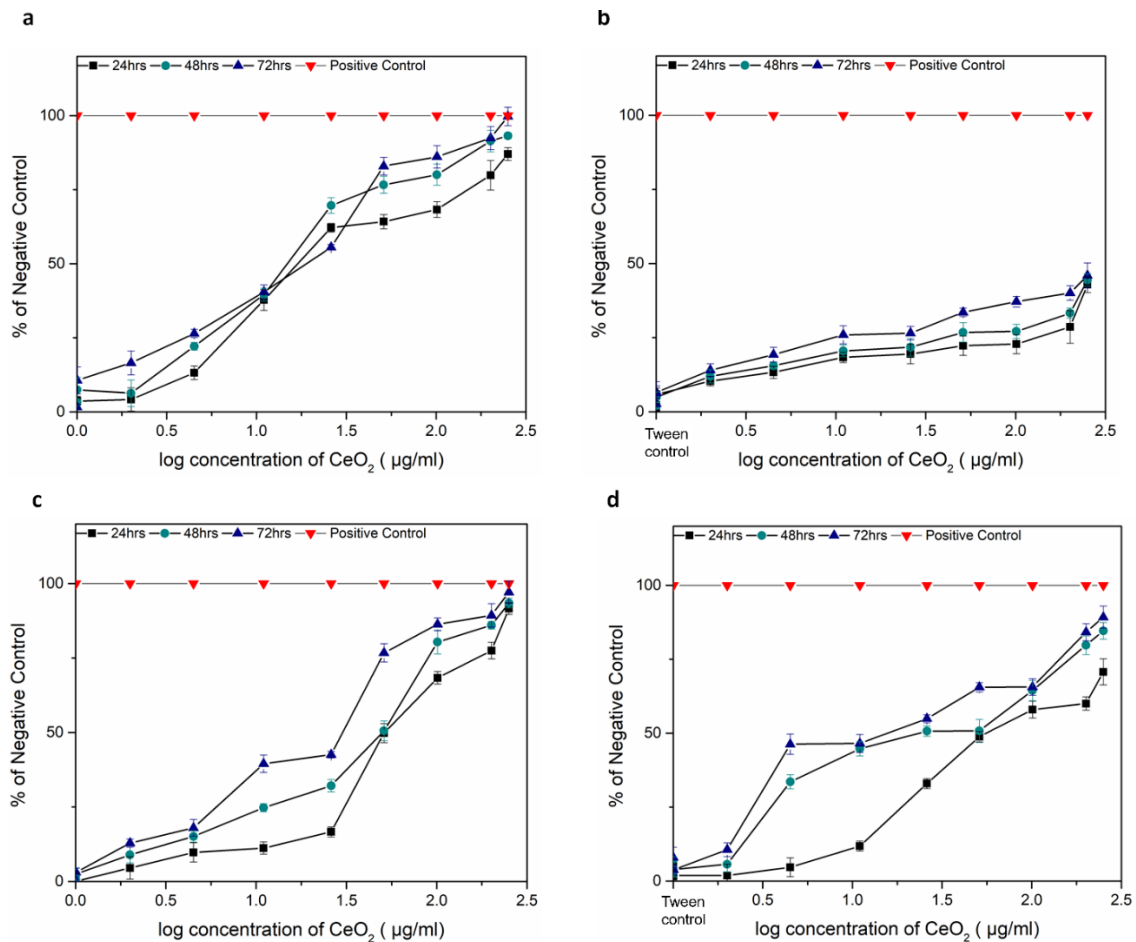 a
24hrs 48hrs 72hrs Positive Control
100
50
0
% of Negative Control
0.0 0.5 1.0 1.5 2.0 2.5
log concentration of CeO₂ ( µg/ml)
b
24hrs 48hrs 72hrs Positive Control
100
50
0
% of Negative Control
Tween control 0.5 1.0 1.5 2.0 2.5
log concentration of CeO₂ ( µg/ml)
c
24hrs 48hrs 72hrs Positive Control
100
50
0
% of Negative Control
0.0 0.5 1.0 1.5 2.0 2.5
log concentration of CeO₂ ( µg/ml)
d
24hrs 48hrs 72hrs Positive Control
100
50
0
% of Negative Control
Tween control 0.5 1.0 1.5 2.0 2.5
log concentration of CeO₂ ( µg/ml)